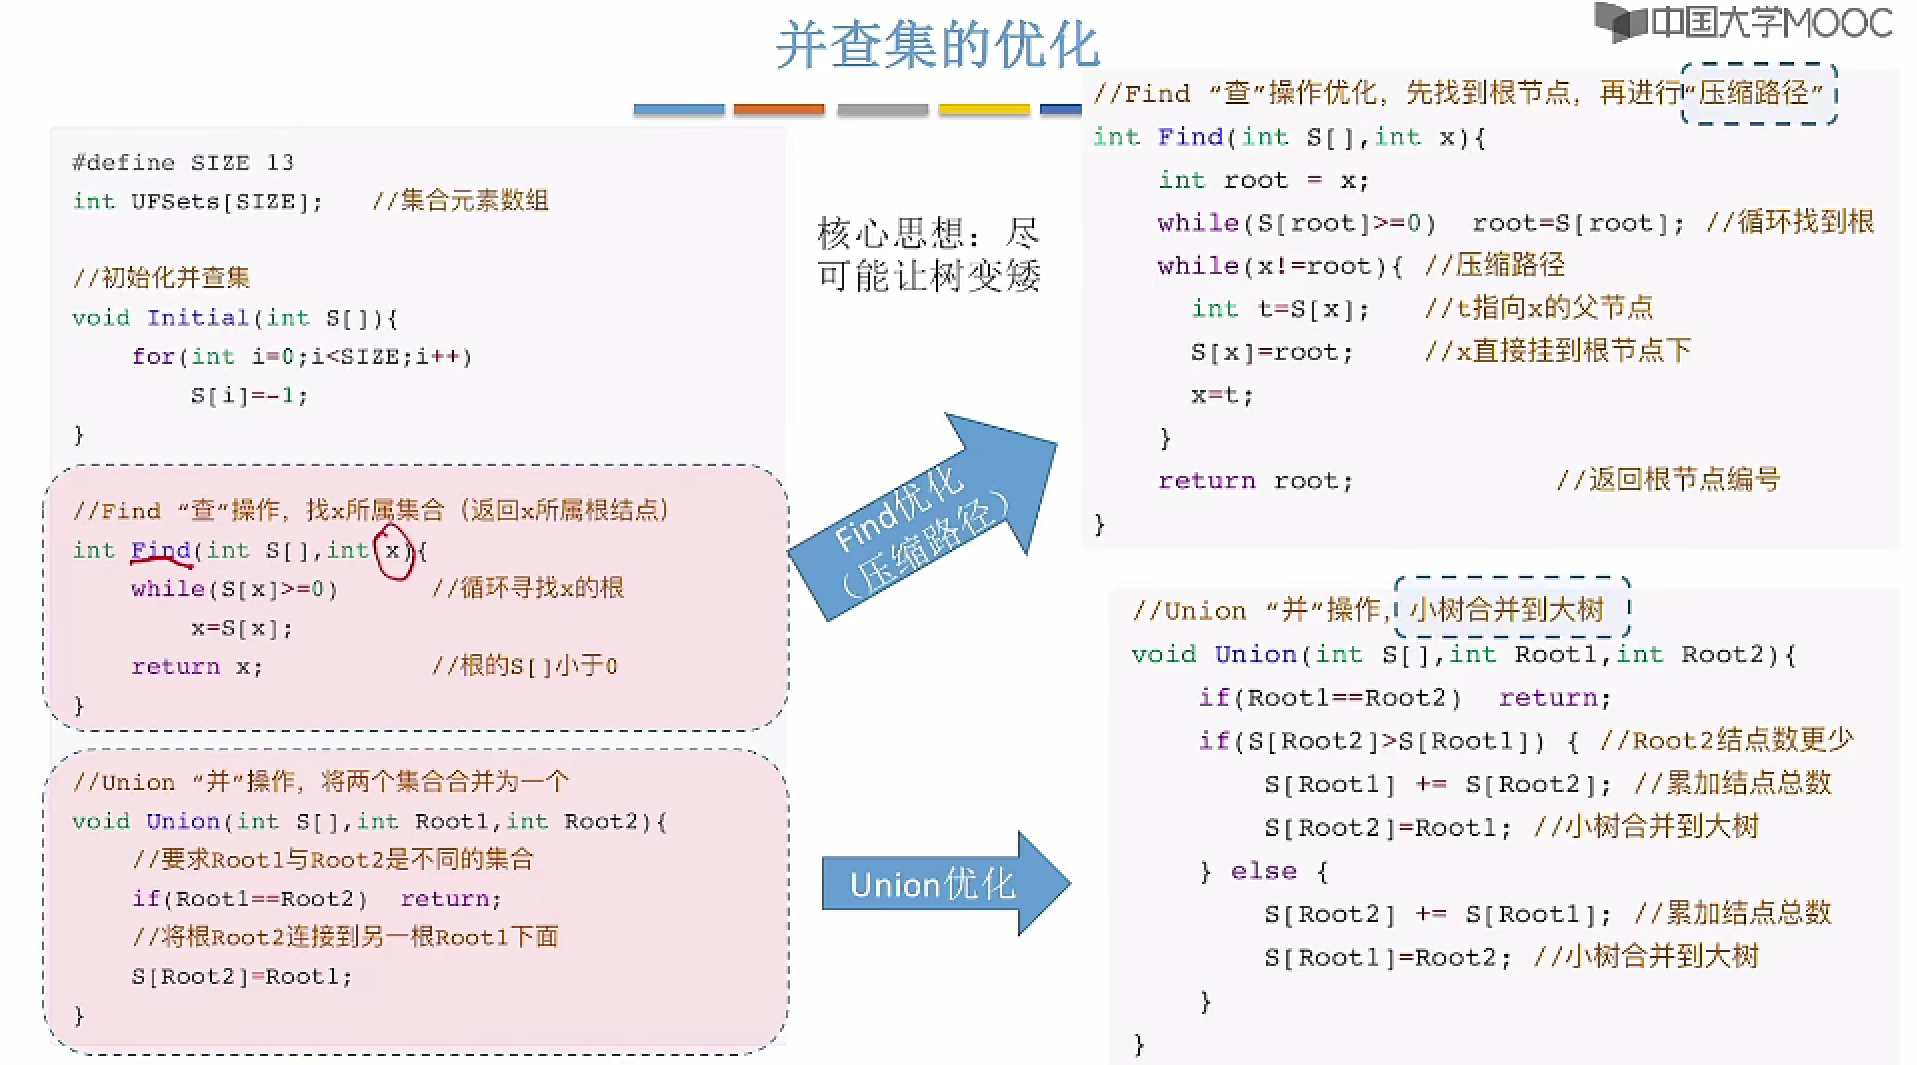 中国大学MOOC
并查集的优化
#define SIZE 13
int UFSets[SIZE];   //集合元素数组
//初始化并查集
void Initial(int S[]){
    for(int i=0;i<SIZE;i++)
        S[i]=-1;
}
//Find “查”操作，找x所属集合（返回x所属根结点）
int Find(int S[],int x){
    while(S[x]>=0)      //循环寻找x的根
        x=S[x];
    return x;           //根的S[]小于0
}
//Union “并”操作，将两个集合合并为一个
void Union(int S[],int Root1,int Root2){
    //要求Root1与Root2是不同的集合
    if(Root1==Root2)  return;
    //将根Root2连接到另一根Root1下面
    S[Root2]=Root1;
}
核心思想：尽
可能让树变矮
Find优化
（压缩路径）
Union优化
//Find “查”操作优化，先找到根节点，再进行“压缩路径”
int Find(int S[],int x){
    int root = x;
    while(S[root]>=0)  root=S[root]; //循环找到根
    while(x!=root){ //压缩路径
      int t=S[x];   //t指向x的父节点
      S[x]=root;    //x直接挂到根节点下
      x=t;
    }
    return root;            //返回根节点编号
}
//Union “并”操作，小树合并到大树
void Union(int S[],int Root1,int Root2){
    if(Root1==Root2)  return;
    if(S[Root2]>S[Root1]) { //Root2结点数更少
        S[Root1] += S[Root2]; //累加结点总数
        S[Root2]=Root1; //小树合并到大树
    } else {
        S[Root2] += S[Root1]; //累加结点总数
        S[Root1]=Root2; //小树合并到大树
    }
}